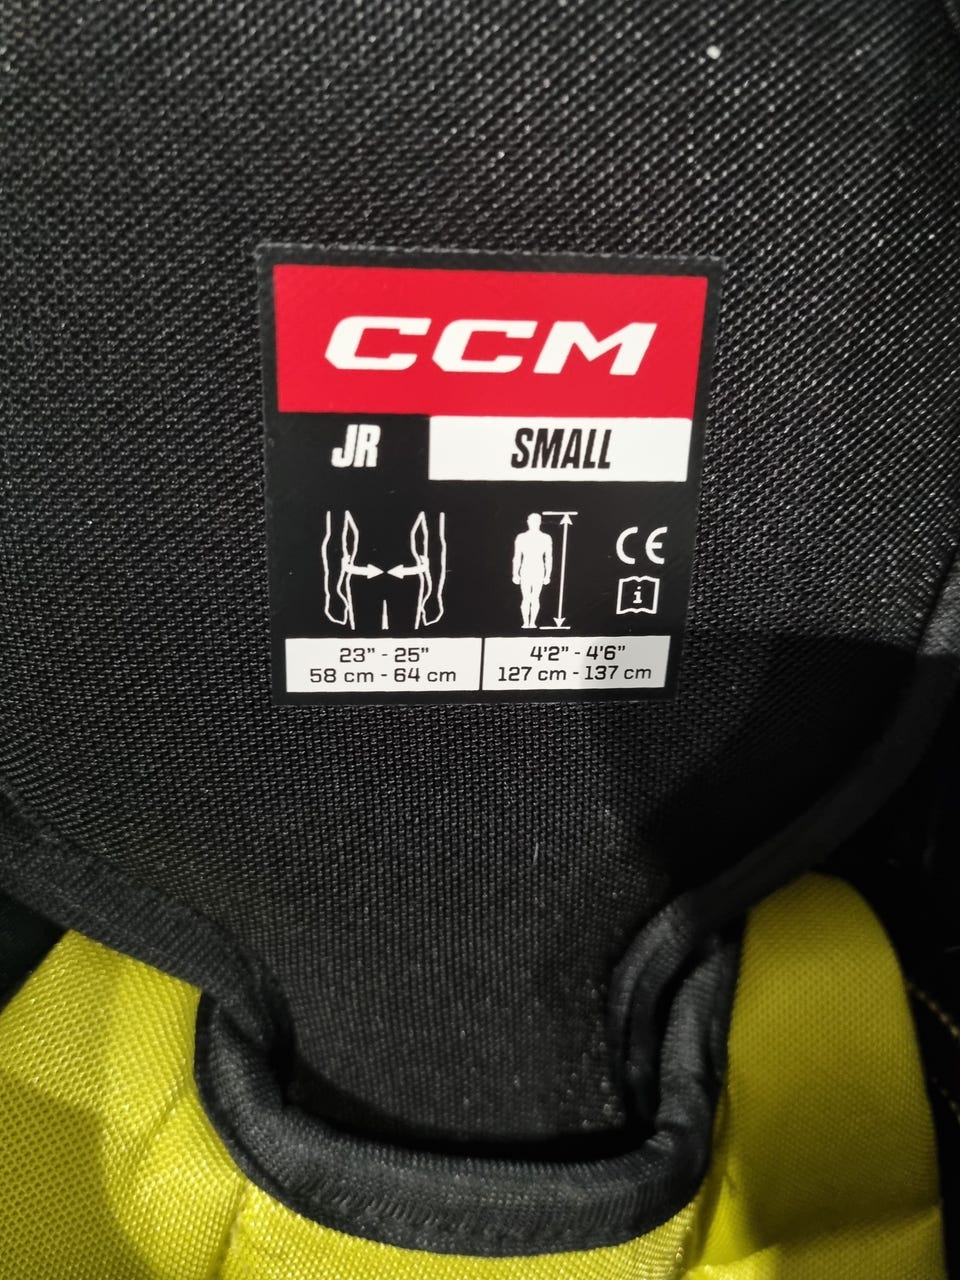 CCM
JR SMALL
CE
i
23" - 25"
58 cm - 64 cm
4'2" - 4'6"
127 cm - 137 cm